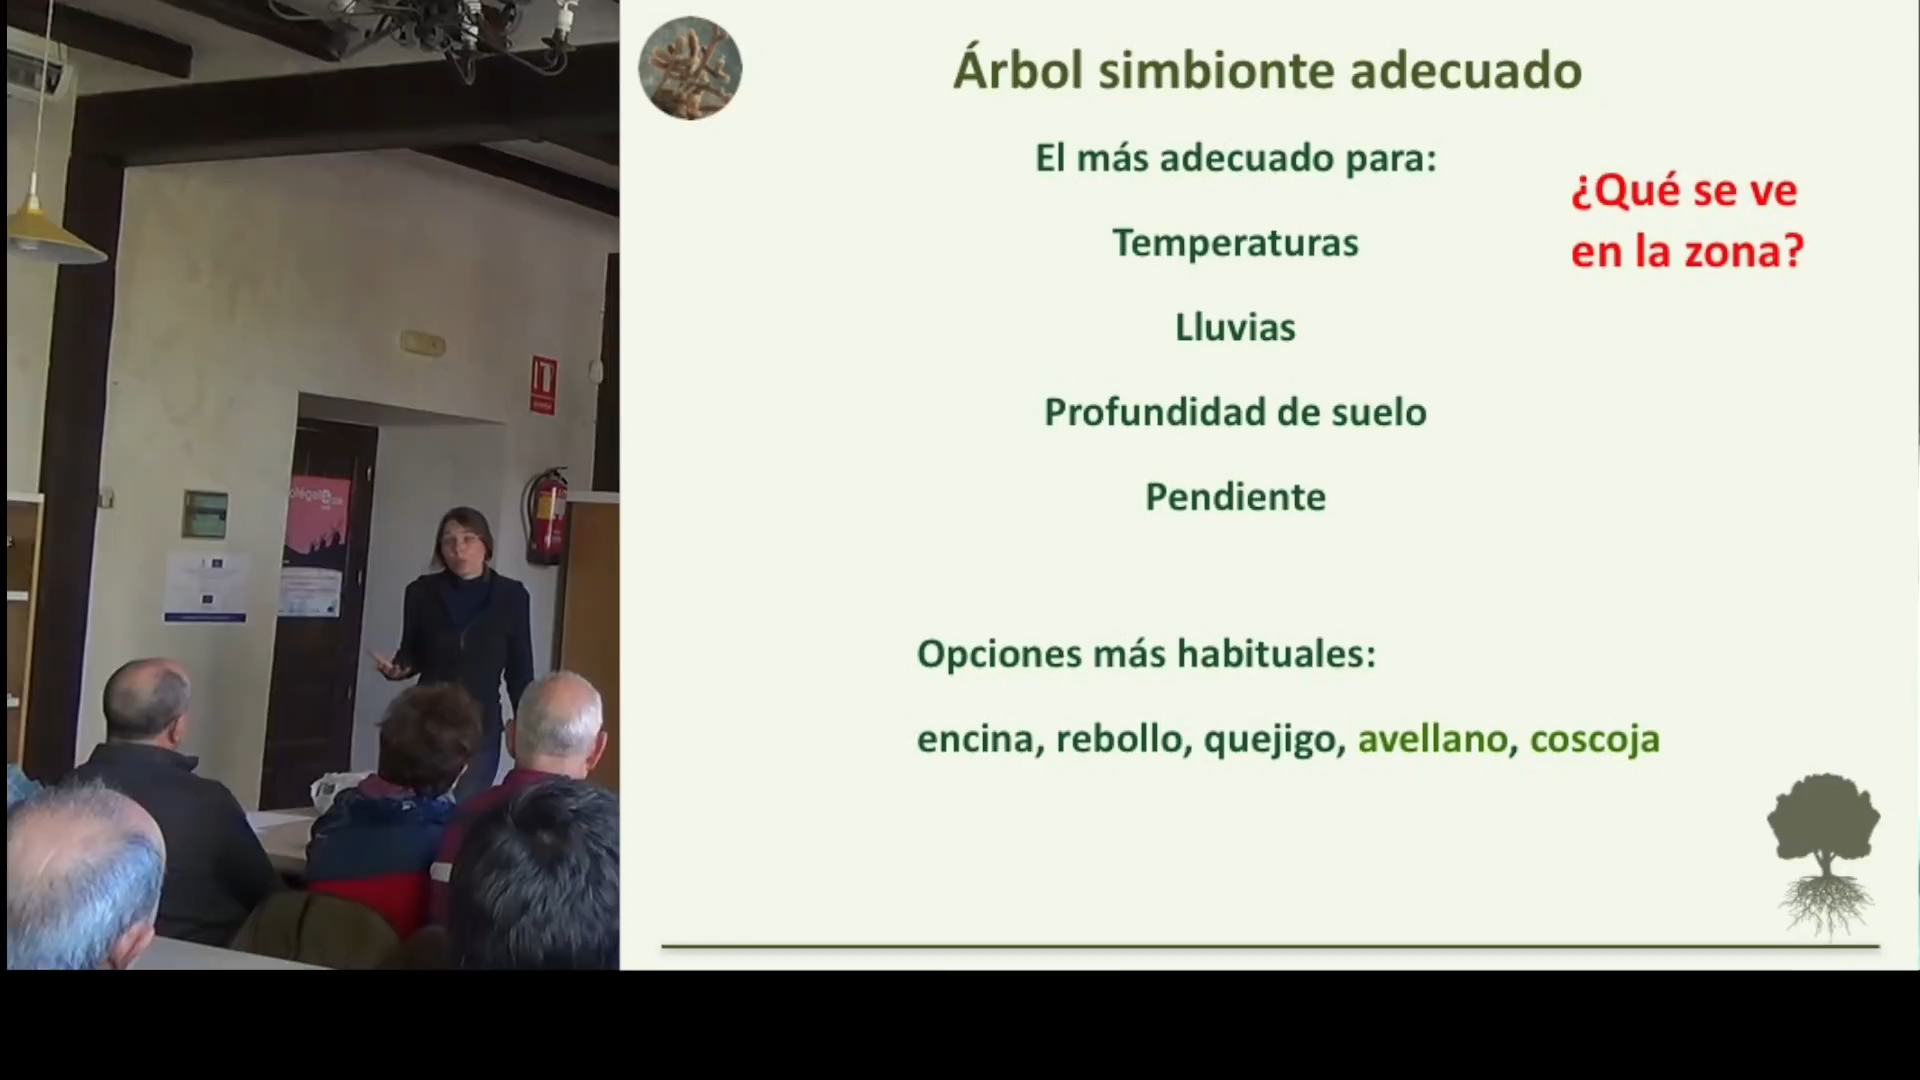 Árbol simbionte adecuado
El más adecuado para:
¿Qué se ve
en la zona?
Temperaturas
Lluvias
Profundidad de suelo
Pendiente
Opciones más habituales:
encina, rebollo, quejigo, avellano, coscoja